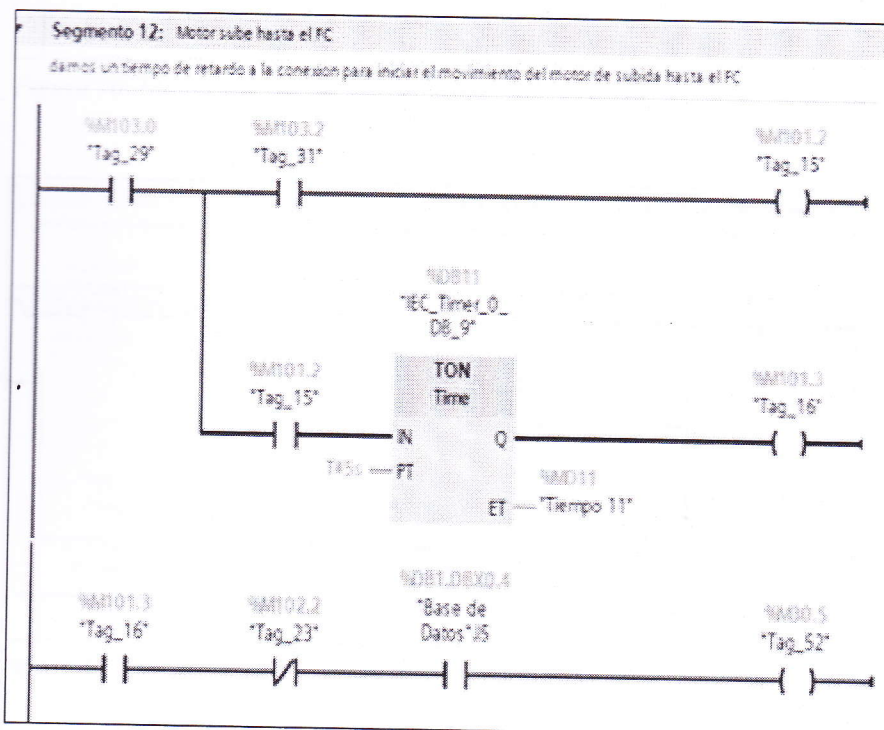 Segmento 12: Motor sube hasta el FC
damos un tiempo de retardo a la conexion para iniciar el movimiento del motor de subida hasta el FC
%M103.0
"Tag_29"
%M103.2
"Tag_31"
%M101.2
"Tag_15"
%DB11
"IEC_Timer_0_
DB_9"
%M101.2
"Tag_15"
TON
Time
%M101.3
"Tag_16"
IN
Q
T#5s
PT
%MD11
ET
"Tiempo 11"
%M101.3
"Tag_16"
%M102.2
"Tag_23"
%DB1.DBX0.4
"Base de
Datos".I5
"Tag_52"